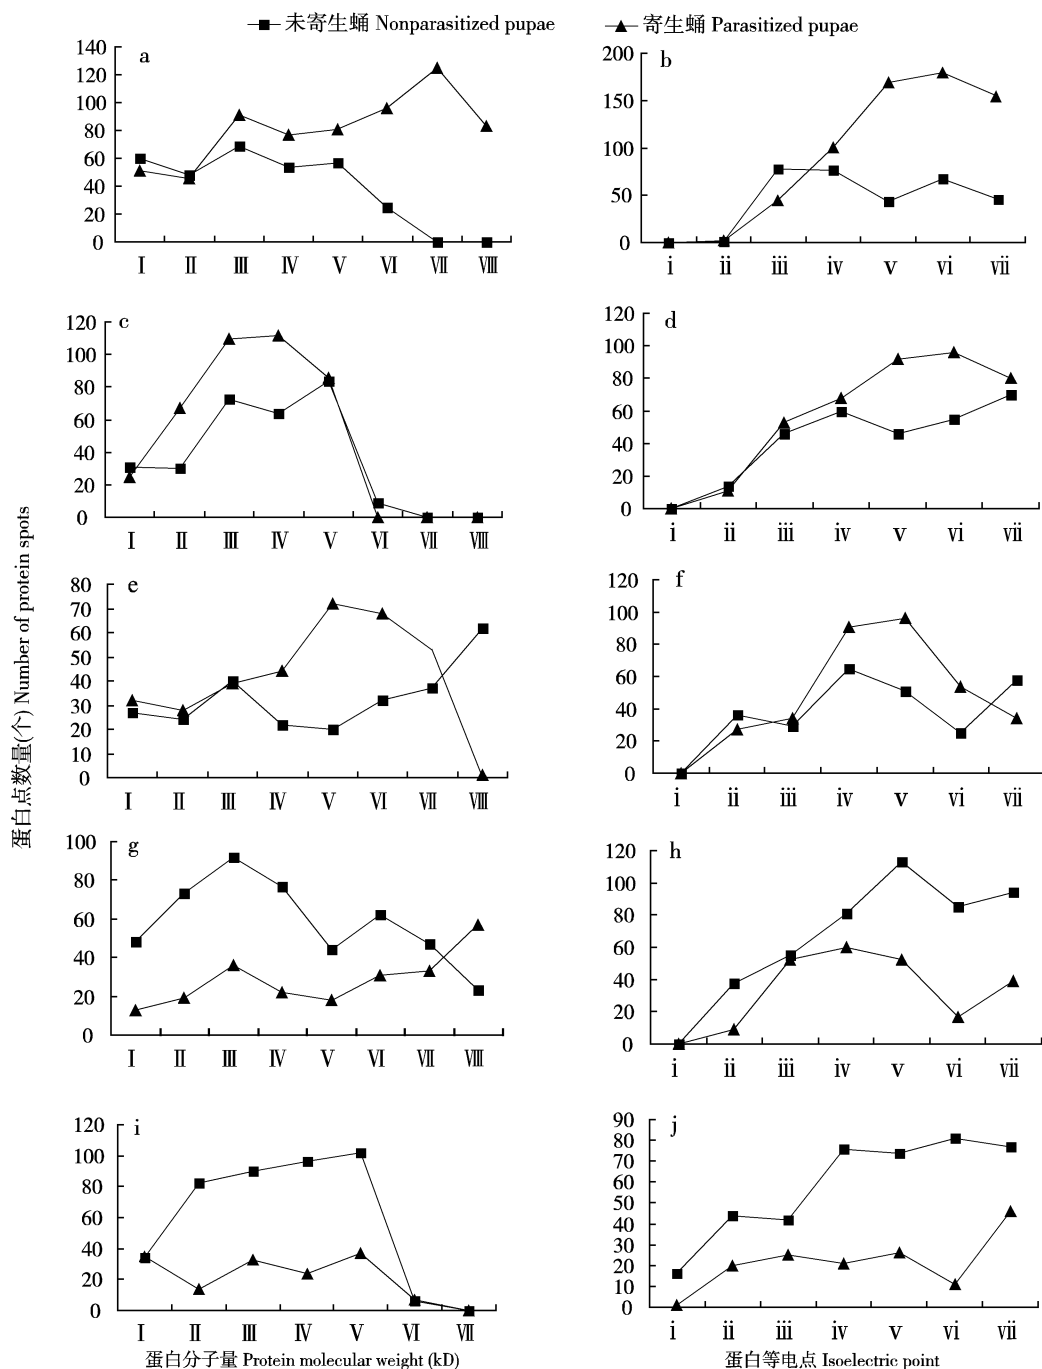 未寄生蛹 Nonparasitized pupae
寄生蛹 Parasitized pupae
蛋白点数量(个) Number of protein spots
a
140
120
100
80
60
40
20
0
I II III IV V VI VII VIII
b
200
150
100
50
0
i ii iii iv v vi vii
c
120
100
80
60
40
20
0
I II III IV V VI VII VIII
d
120
100
80
60
40
20
0
i ii iii iv v vi vii
e
80
70
60
50
40
30
20
10
0
I II III IV V VI VII VIII
f
120
100
80
60
40
20
0
i ii iii iv v vi vii
g
100
80
60
40
20
0
I II III IV V VI VII VIII
h
120
100
80
60
40
20
0
i ii iii iv v vi vii
i
120
100
80
60
40
20
0
I II III IV V VI VII
蛋白分子量 Protein molecular weight (kD)
j
90
80
70
60
50
40
30
20
10
0
i ii iii iv v vi vii
蛋白等电点 Isoelectric point